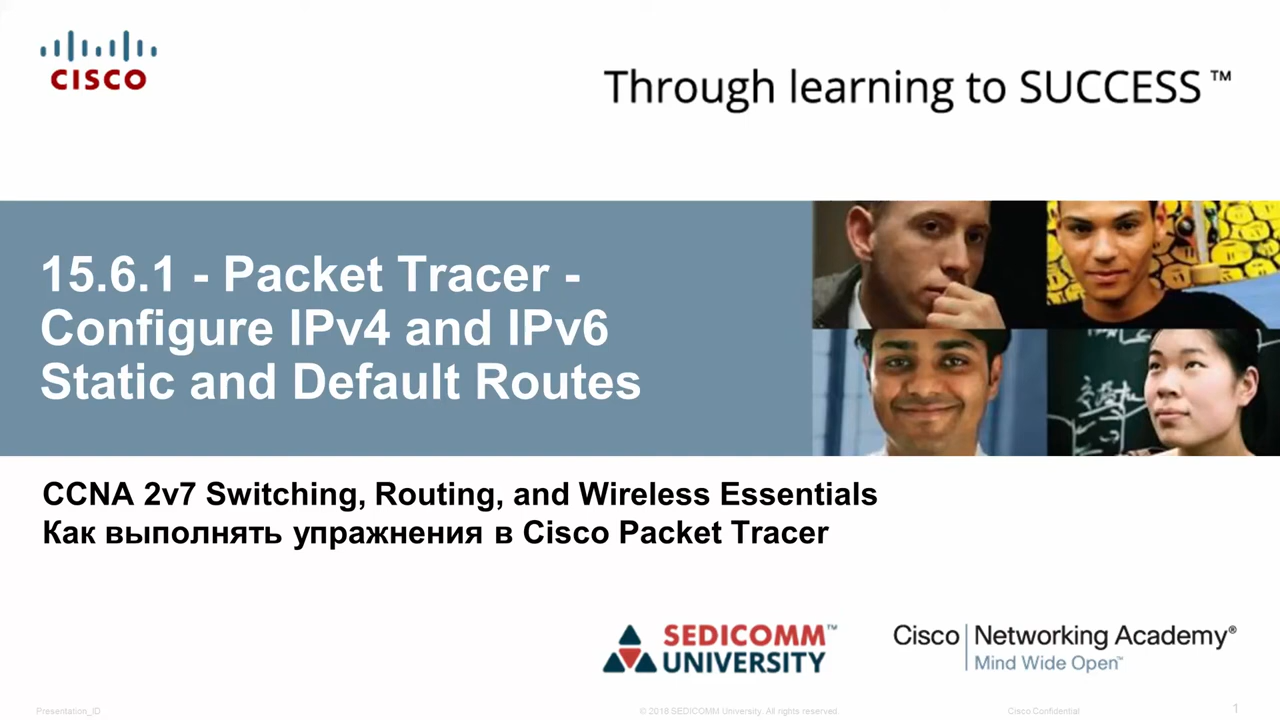 CISCO
Through learning to SUCCESS™
15.6.1 - Packet Tracer -
Configure IPv4 and IPv6
Static and Default Routes
CCNA 2v7 Switching, Routing, and Wireless Essentials
Как выполнять упражнения в Cisco Packet Tracer
SEDICOMM™
UNIVERSITY
Cisco Networking Academy®
Mind Wide Open™
Presentation_ID
© 2018 SEDICOMM University. All rights reserved.
Cisco Confidential
1